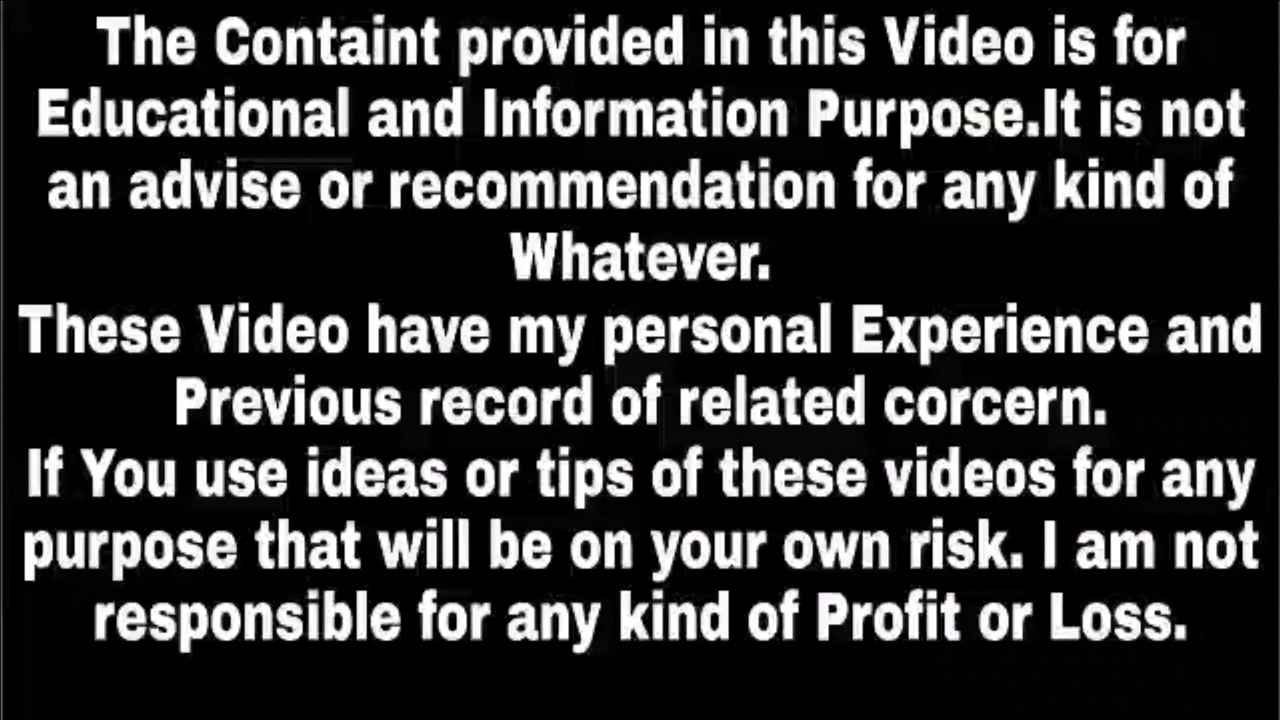 The Containt provided in this Video is for
Educational and Information Purpose.It is not
an advise or recommendation for any kind of
Whatever.
These Video have my personal Experience and
Previous record of related corcern.
If You use ideas or tips of these videos for any
purpose that will be on your own risk. I am not
responsible for any kind of Profit or Loss.